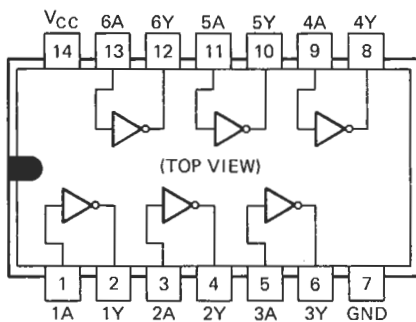 VCC 6A 6Y 5A 5Y 4A 4Y
14 13 12 11 10 9 8
(TOP VIEW)
1 2 3 4 5 6 7
1A 1Y 2A 2Y 3A 3Y GND